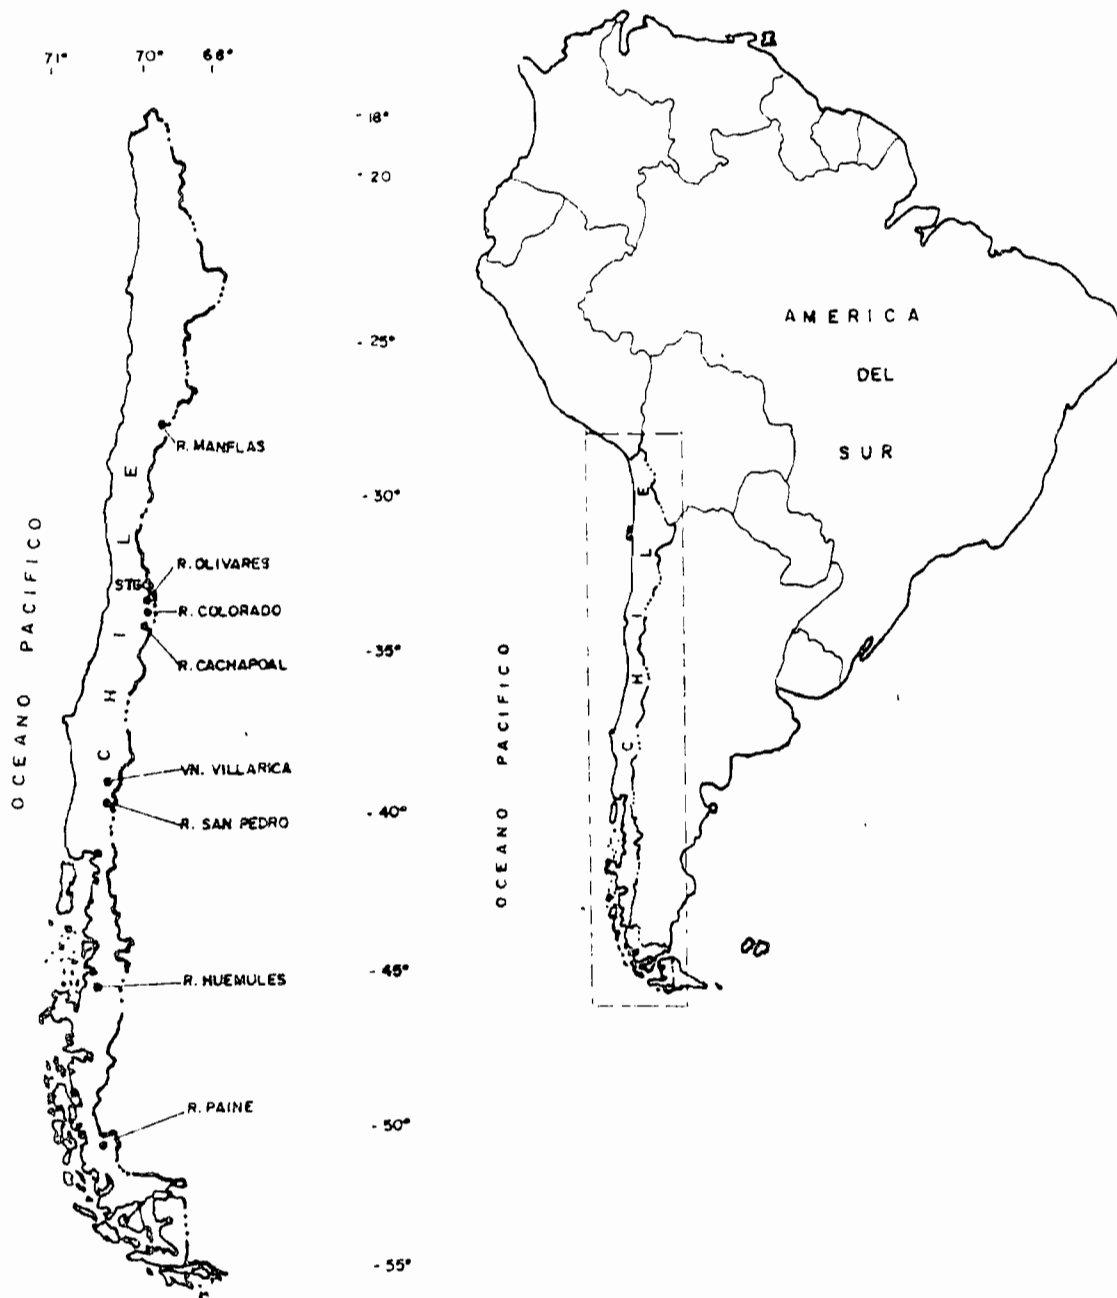 71° 70° 68°
- 18°
- 20
- 25°
- 30°
- 35°
- 40°
- 45°
- 50°
- 55°
OCEANO PACIFICO
CHILE
R. MANFLAS
R. OLIVARES
STG
R. COLORADO
R. CACHAPOAL
VN. VILLARICA
R. SAN PEDRO
R. HUEMULES
R. PAINE
AMERICA
DEL
SUR
OCEANO PACIFICO
CHILE